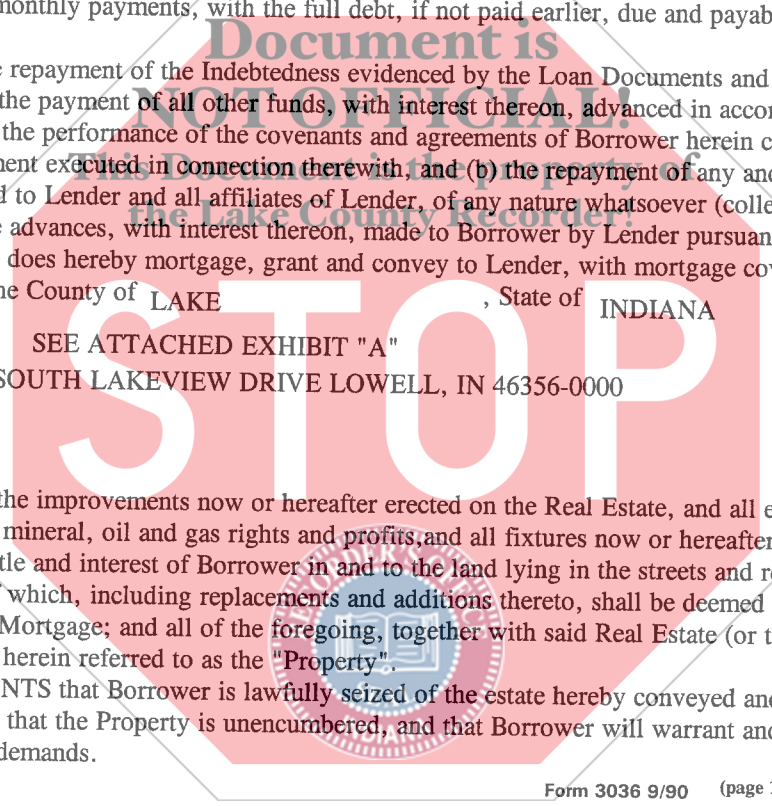 monthly payments, with the full debt, if not paid earlier, due and payab
Document is
repayment of the Indebtedness evidenced by the Loan Documents and
NOT OFFICIAL!
the payment of all other funds, with interest thereon, advanced in accor
the performance of the covenants and agreements of Borrower herein c
This Document is the property of
ent executed in connection therewith; and (b) the repayment of any and
the Lake County Recorder!
d to Lender and all affiliates of Lender, of any nature whatsoever (colle
e advances, with interest thereon, made to Borrower by Lender pursuan
does hereby mortgage, grant and convey to Lender, with mortgage cov
he County of LAKE , State of INDIANA
SEE ATTACHED EXHIBIT "A"
SOUTH LAKEVIEW DRIVE LOWELL, IN 46356-0000
STOP
the improvements now or hereafter erected on the Real Estate, and all e
mineral, oil and gas rights and profits, and all fixtures now or hereafter
tle and interest of Borrower in and to the land lying in the streets and r
f which, including replacements and additions thereto, shall be deemed
Mortgage; and all of the foregoing, together with said Real Estate (or t
herein referred to as the "Property".
NTS that Borrower is lawfully seized of the estate hereby conveyed and
that the Property is unencumbered, and that Borrower will warrant and
demands.
INDIANA
Form 3036 9/90 (page 1